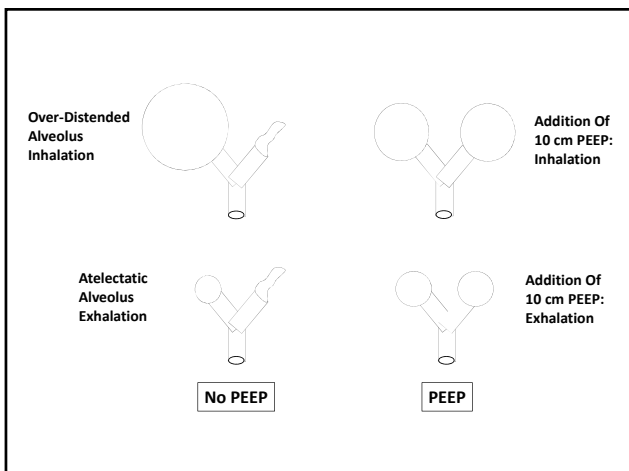 Over-Distended
Alveolus
Inhalation
Addition Of
10 cm PEEP:
Inhalation
Atelectatic
Alveolus
Exhalation
Addition Of
10 cm PEEP:
Exhalation
No PEEP
PEEP